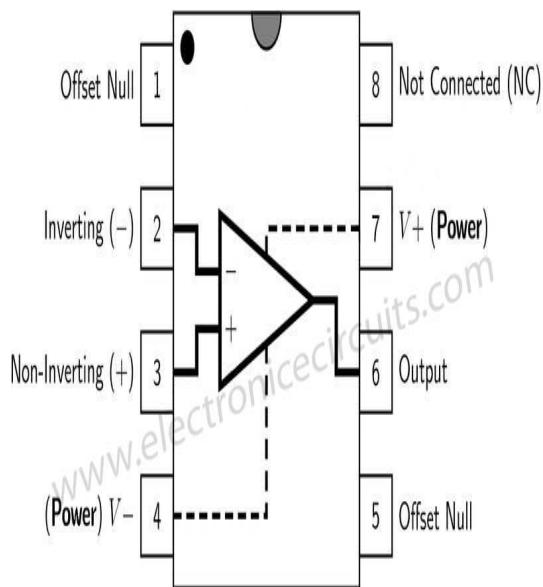 Offset Null 1
8 Not Connected (NC)
Inverting (−) 2
7 V+ (Power)
−
+
Non-Inverting (+) 3
6 Output
(Power) V− 4
5 Offset Null
www.electronicecircuits.com